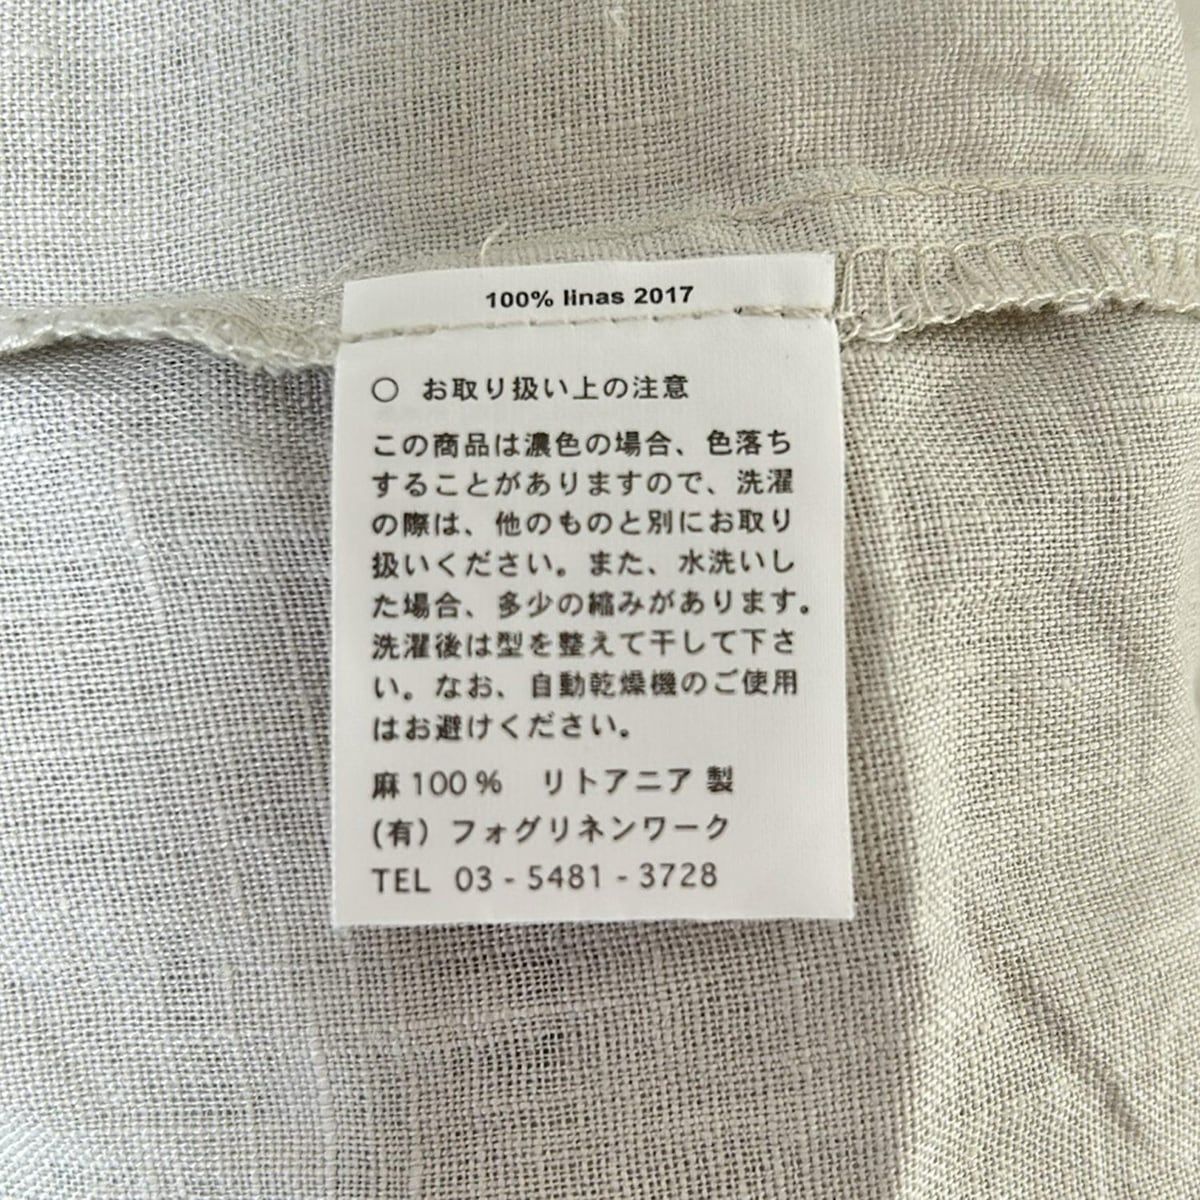 100% linas 2017
○ お取り扱い上の注意
この商品は濃色の場合、色落ち
することがありますので、洗濯
の際は、他のものと別にお取り
扱いください。また、水洗いし
た場合、多少の縮みがあります。
洗濯後は型を整えて干して下さ
い。なお、自動乾燥機のご使用
はお避けください。
麻100% リトアニア製
(有) フォグリネンワーク
TEL 03-5481-3728